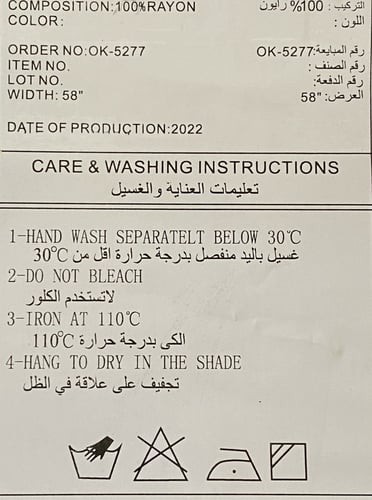 COMPOSITION:100%RAYON التركيب : 100% رايون
COLOR: اللون :
ORDER NO:OK-5277 رقم المبايعة:OK-5277
ITEM NO. رقم الصنف :
LOT NO. رقم الدفعة:
WIDTH: 58" العرض: "58
DATE OF PRODUCTION:2022
CARE & WASHING INSTRUCTIONS
تعليمات العناية والغسيل
1-HAND WASH SEPARATELT BELOW 30℃
غسيل باليد منفصل بدرجة حرارة اقل من 30°C
2-DO NOT BLEACH
لاتستخدم الكلور
3-IRON AT 110℃
الكى بدرجة حرارة 110°C
4-HANG TO DRY IN THE SHADE
تجفيف على علاقة في الظل